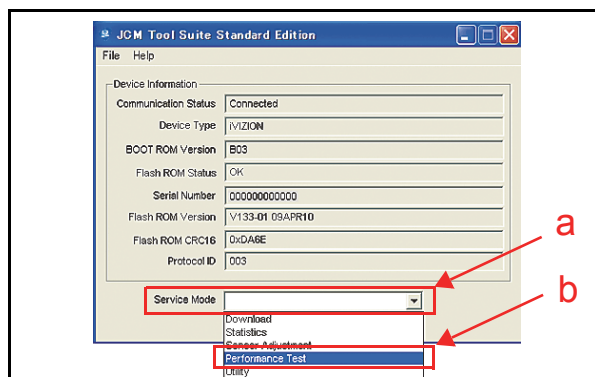 JCM Tool Suite Standard Edition
File Help
Device Information
Communication Status Connected
Device Type iVIZION
BOOT ROM Version B03
Flash ROM Status OK
Serial Number 000000000000
Flash ROM Version V133-01 09APR10
Flash ROM CRC16 0xDA6E
Protocol ID 003
a
Service Mode
b
Download
Statistics
Sensor Adjustment
Performance Test
Utility